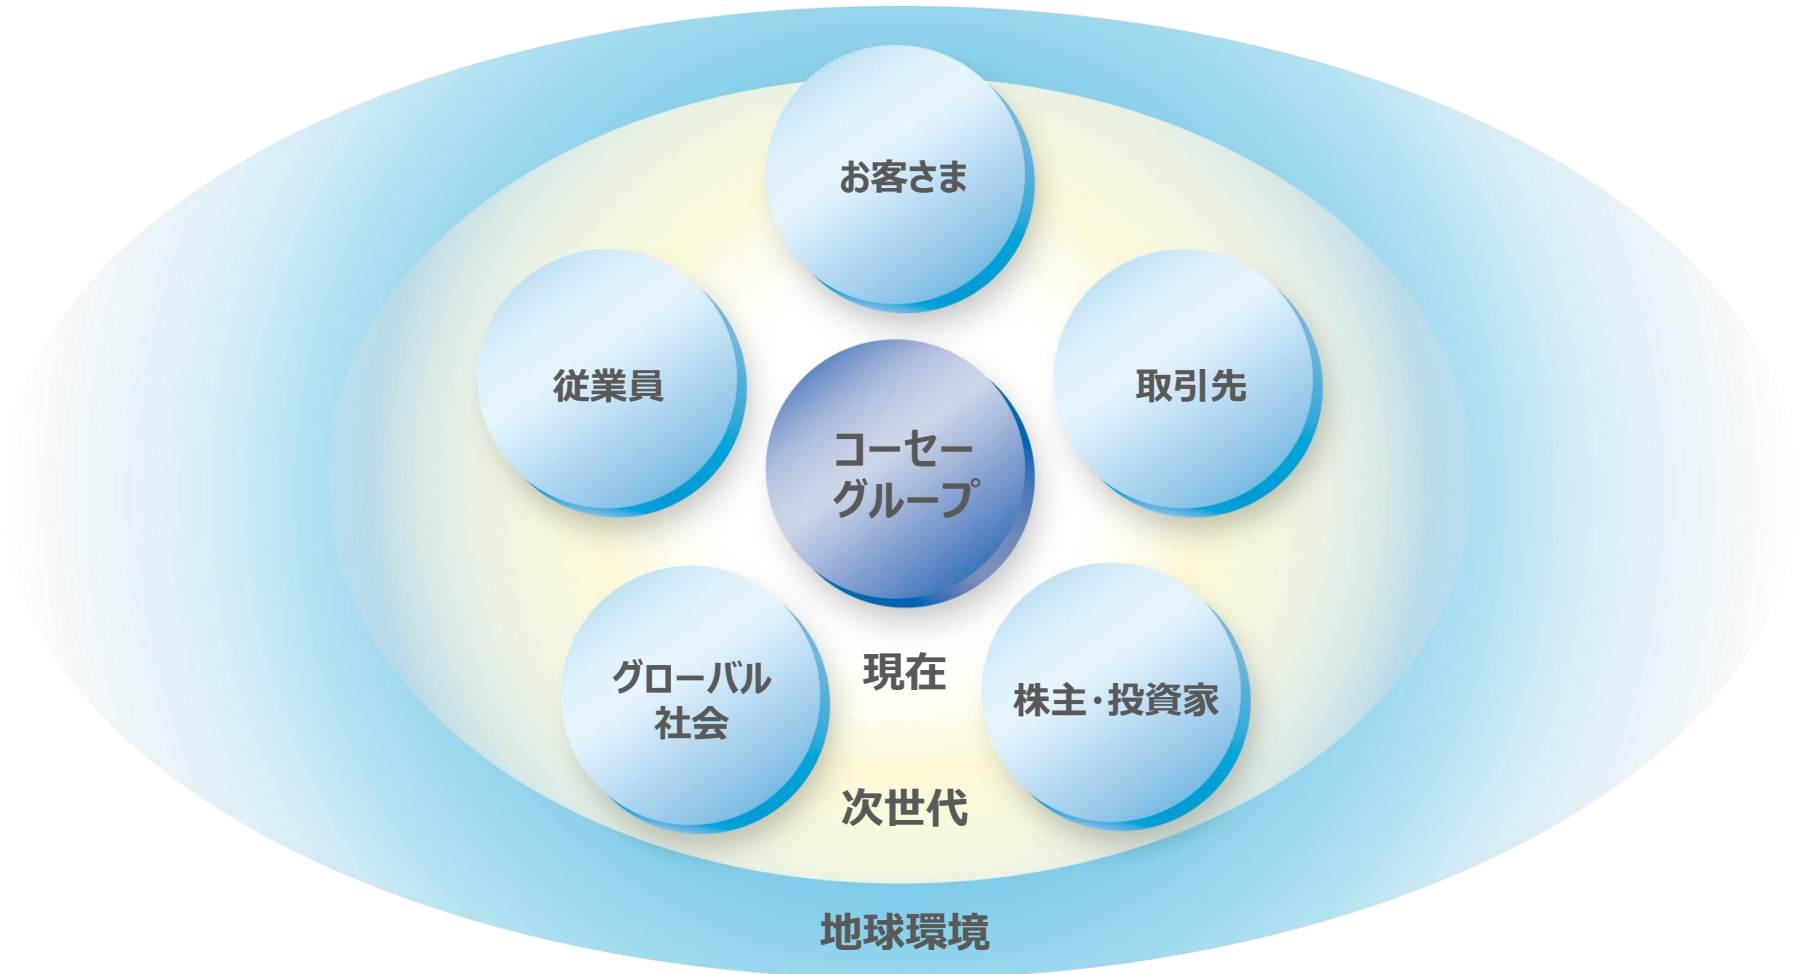 お客さま
従業員
取引先
コーセー
グループ
グローバル
社会
現在
株主・投資家
次世代
地球環境